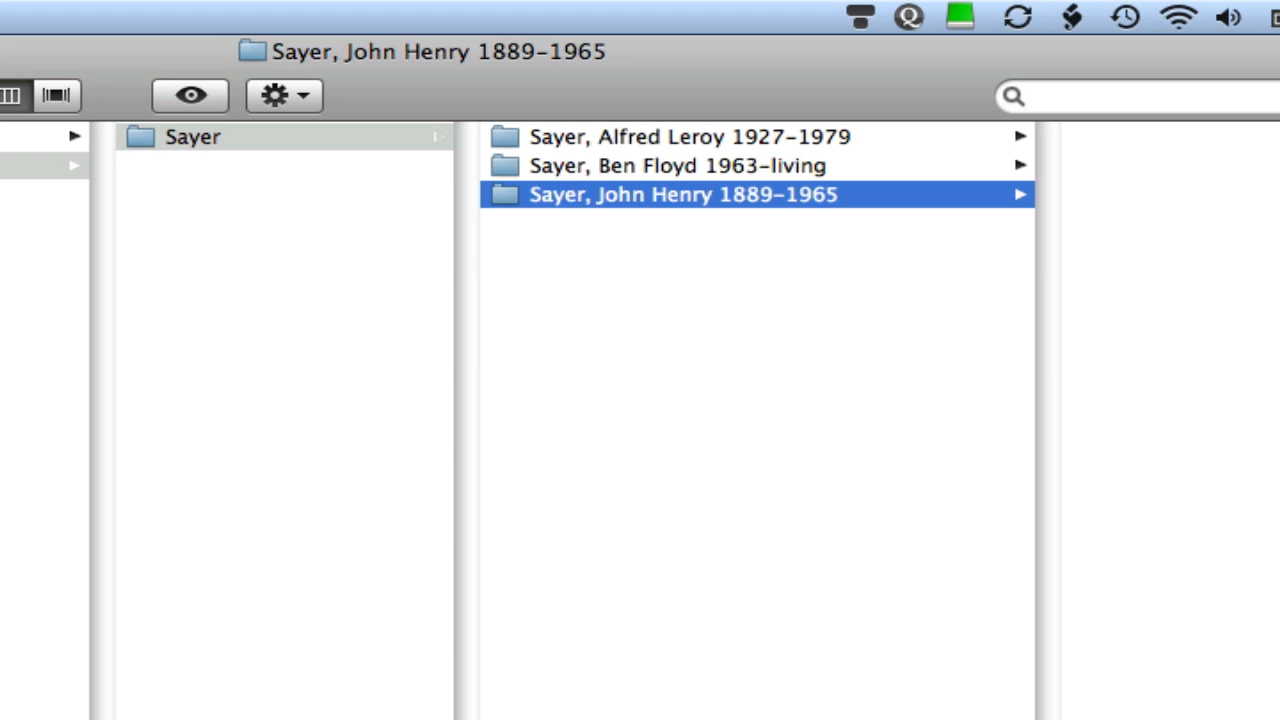 Sayer, John Henry 1889–1965
Sayer
Sayer, Alfred Leroy 1927–1979
Sayer, Ben Floyd 1963–living
Sayer, John Henry 1889–1965